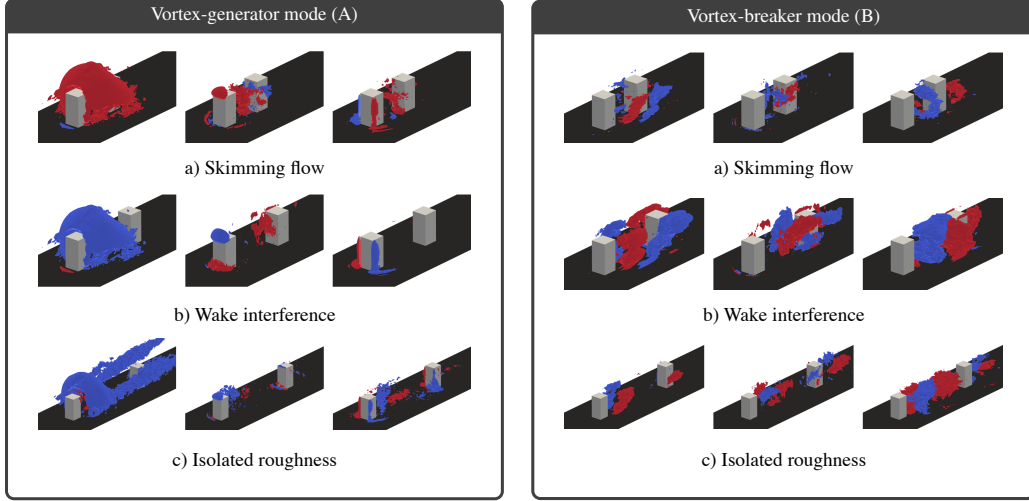 Vortex-generator mode (A)
a) Skimming flow
b) Wake interference
c) Isolated roughness
Vortex-breaker mode (B)
a) Skimming flow
b) Wake interference
c) Isolated roughness